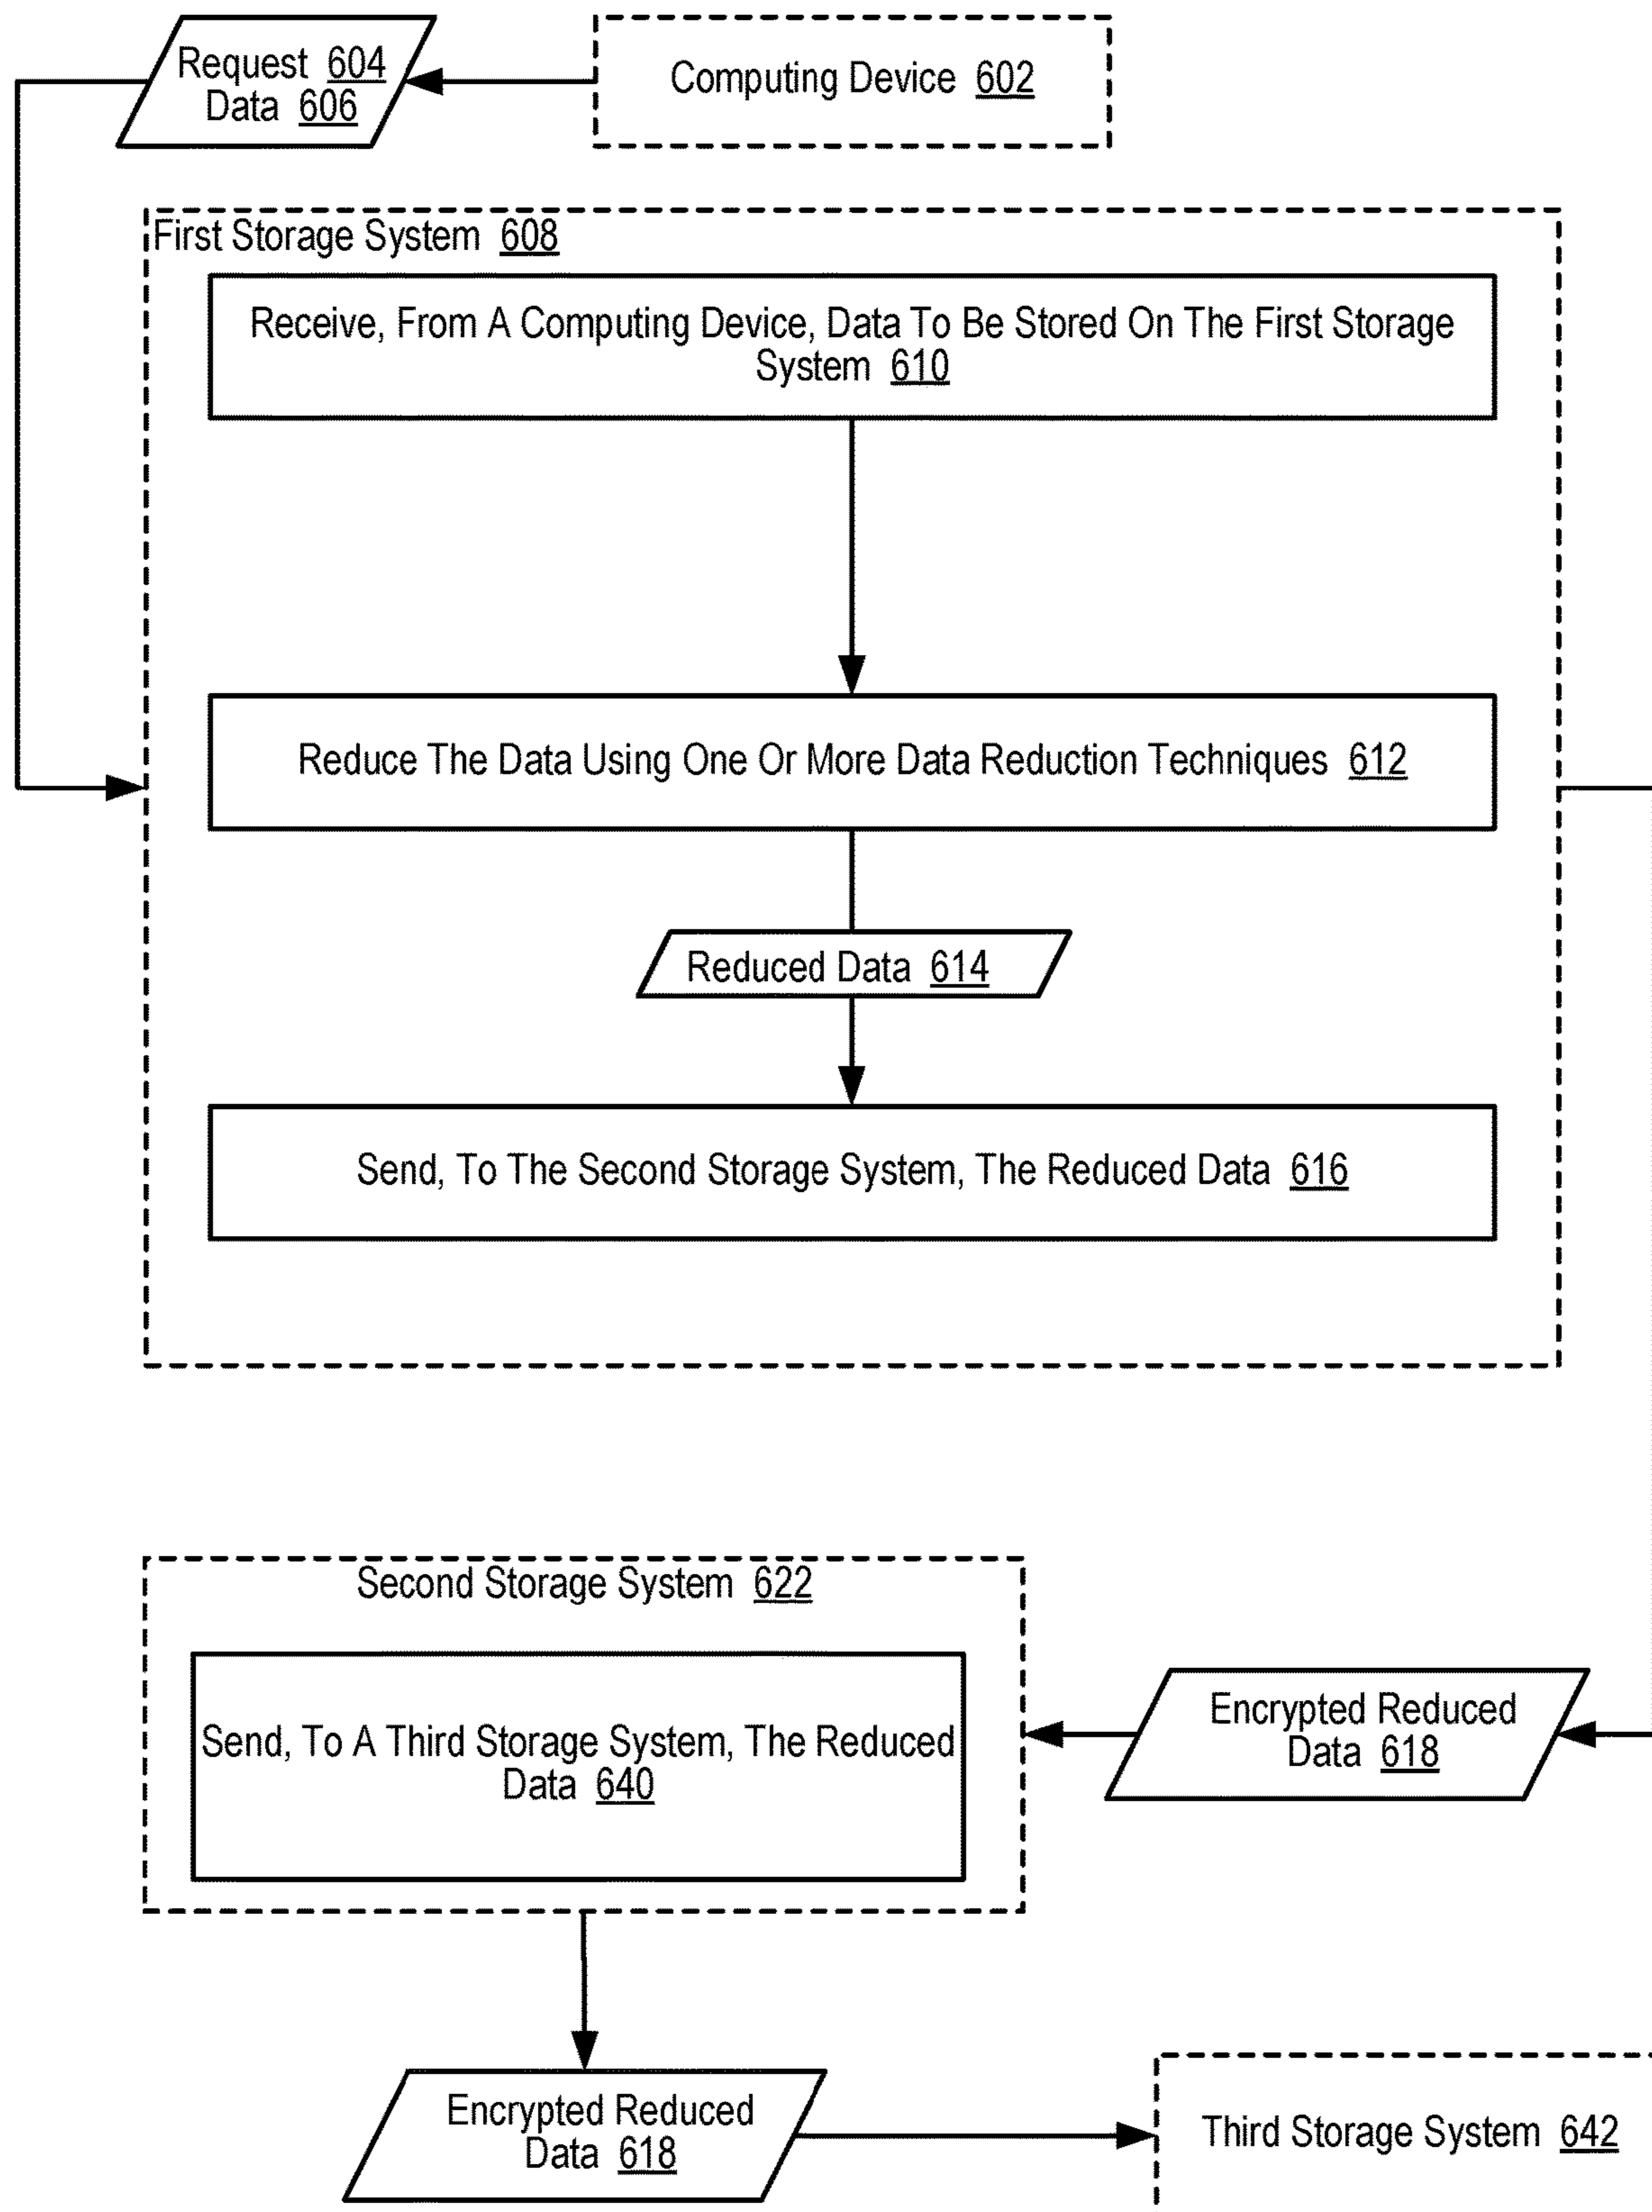 Request 604
Data 606
Computing Device 602
First Storage System 608
Receive, From A Computing Device, Data To Be Stored On The First Storage
System 610
Reduce The Data Using One Or More Data Reduction Techniques 612
Reduced Data 614
Send, To The Second Storage System, The Reduced Data 616
Second Storage System 622
Send, To A Third Storage System, The Reduced
Data 640
Encrypted Reduced
Data 618
Encrypted Reduced
Data 618
Third Storage System 642